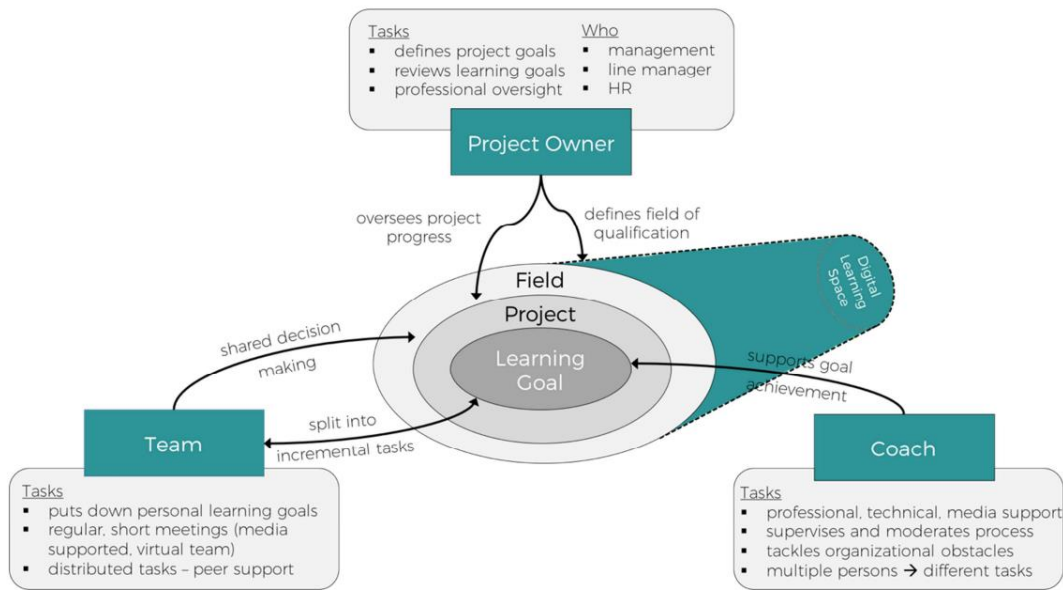 Tasks
▪ defines project goals
▪ reviews learning goals
▪ professional oversight
Who
▪ management
▪ line manager
▪ HR
Project Owner
oversees project
progress
defines field of
qualification
Digital
Learning
Space
Field
Project
Learning
Goal
shared decision
making
split into
incremental tasks
supports goal
achievement
Team
Tasks
▪ puts down personal learning goals
▪ regular, short meetings (media
supported, virtual team)
▪ distributed tasks – peer support
Coach
Tasks
▪ professional, technical, media support
▪ supervises and moderates process
▪ tackles organizational obstacles
▪ multiple persons → different tasks